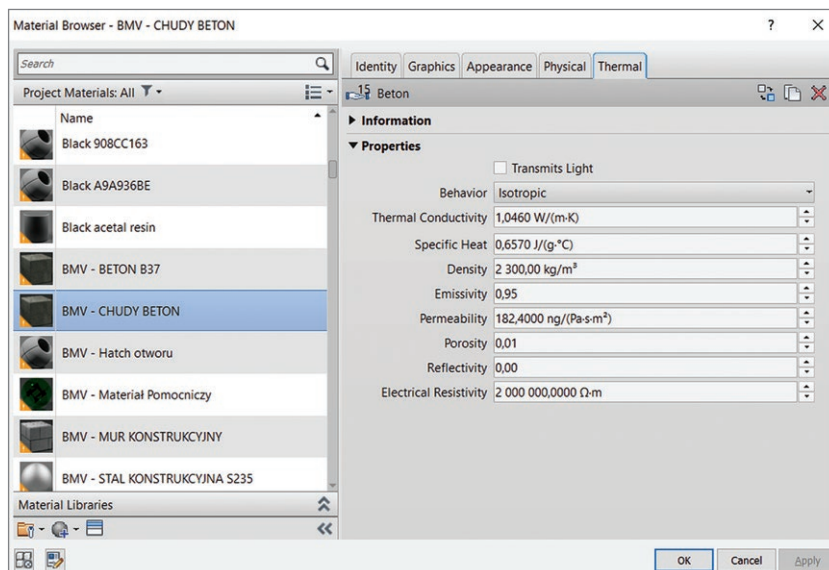 Material Browser - BMV - CHUDY BETON
?
Search
Project Materials: All
Name
Black 908CC163
Black A9A936BE
Black acetal resin
BMV - BETON B37
BMV - CHUDY BETON
BMV - Hatch otworu
BMV - Materiał Pomocniczy
BMV - MUR KONSTRUKCYJNY
BMV - STAL KONSTRUKCYJNA S235
Material Libraries
Identity Graphics Appearance Physical Thermal
15 Beton
Information
Properties
Transmits Light
Behavior Isotropic
Thermal Conductivity 1,0460 W/(m·K)
Specific Heat 0,6570 J/(g·°C)
Density 2 300,00 kg/m³
Emissivity 0,95
Permeability 182,4000 ng/(Pa·s·m²)
Porosity 0,01
Reflectivity 0,00
Electrical Resistivity 2 000 000,0000 Ω·m
OK Cancel Apply